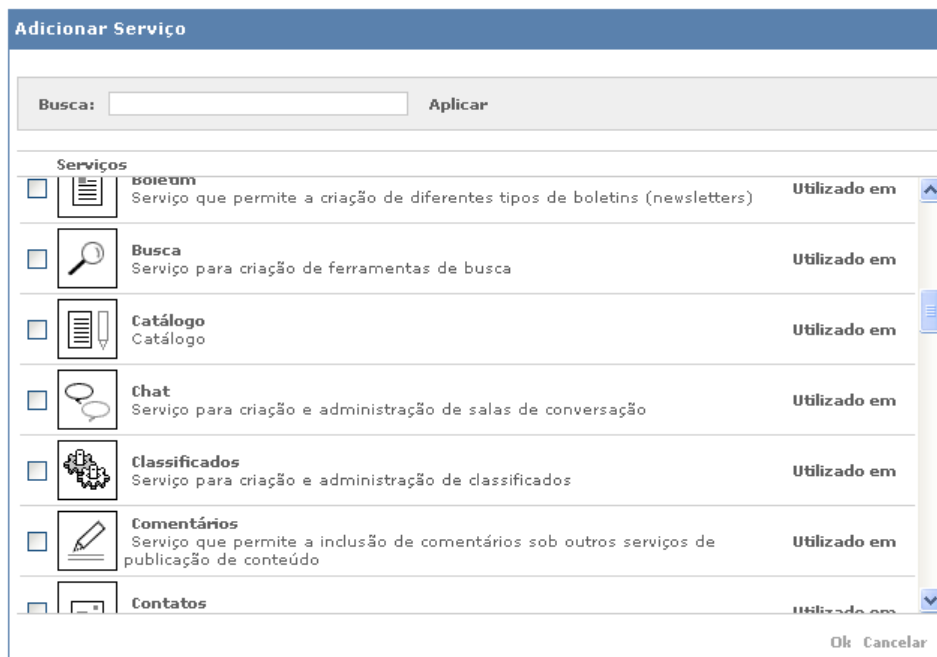 Adicionar Serviço
Busca: Aplicar
Serviços
Boletim
Serviço que permite a criação de diferentes tipos de boletins (newsletters)
Utilizado em
Busca
Serviço para criação de ferramentas de busca
Utilizado em
Catálogo
Catálogo
Utilizado em
Chat
Serviço para criação e administração de salas de conversação
Utilizado em
Classificados
Serviço para criação e administração de classificados
Utilizado em
Comentários
Serviço que permite a inclusão de comentários sob outros serviços de
publicação de conteúdo
Utilizado em
Contatos
Utilizado em
Ok Cancelar